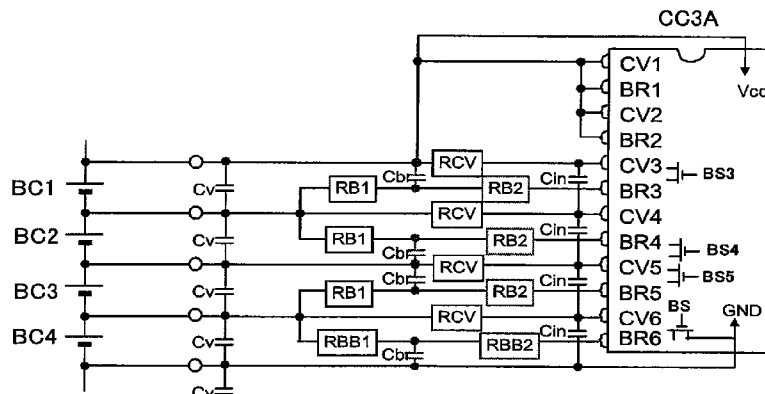 CC3A
CV1
BR1
Vcc
CV2
BR2
RCV
CV3
BS3
BC1
Cv
RB1
Cbr
RB2
Cin
BR3
RCV
CV4
BC2
Cv
RB1
Cbr
RB2
Cin
BR4
BS4
RCV
CV5
BC3
Cv
RB1
Cbr
RB2
Cin
BS5
BR5
RCV
CV6
BS
GND
BC4
Cv
RBB1
Cbr
RBB2
Cin
BR6
Cv